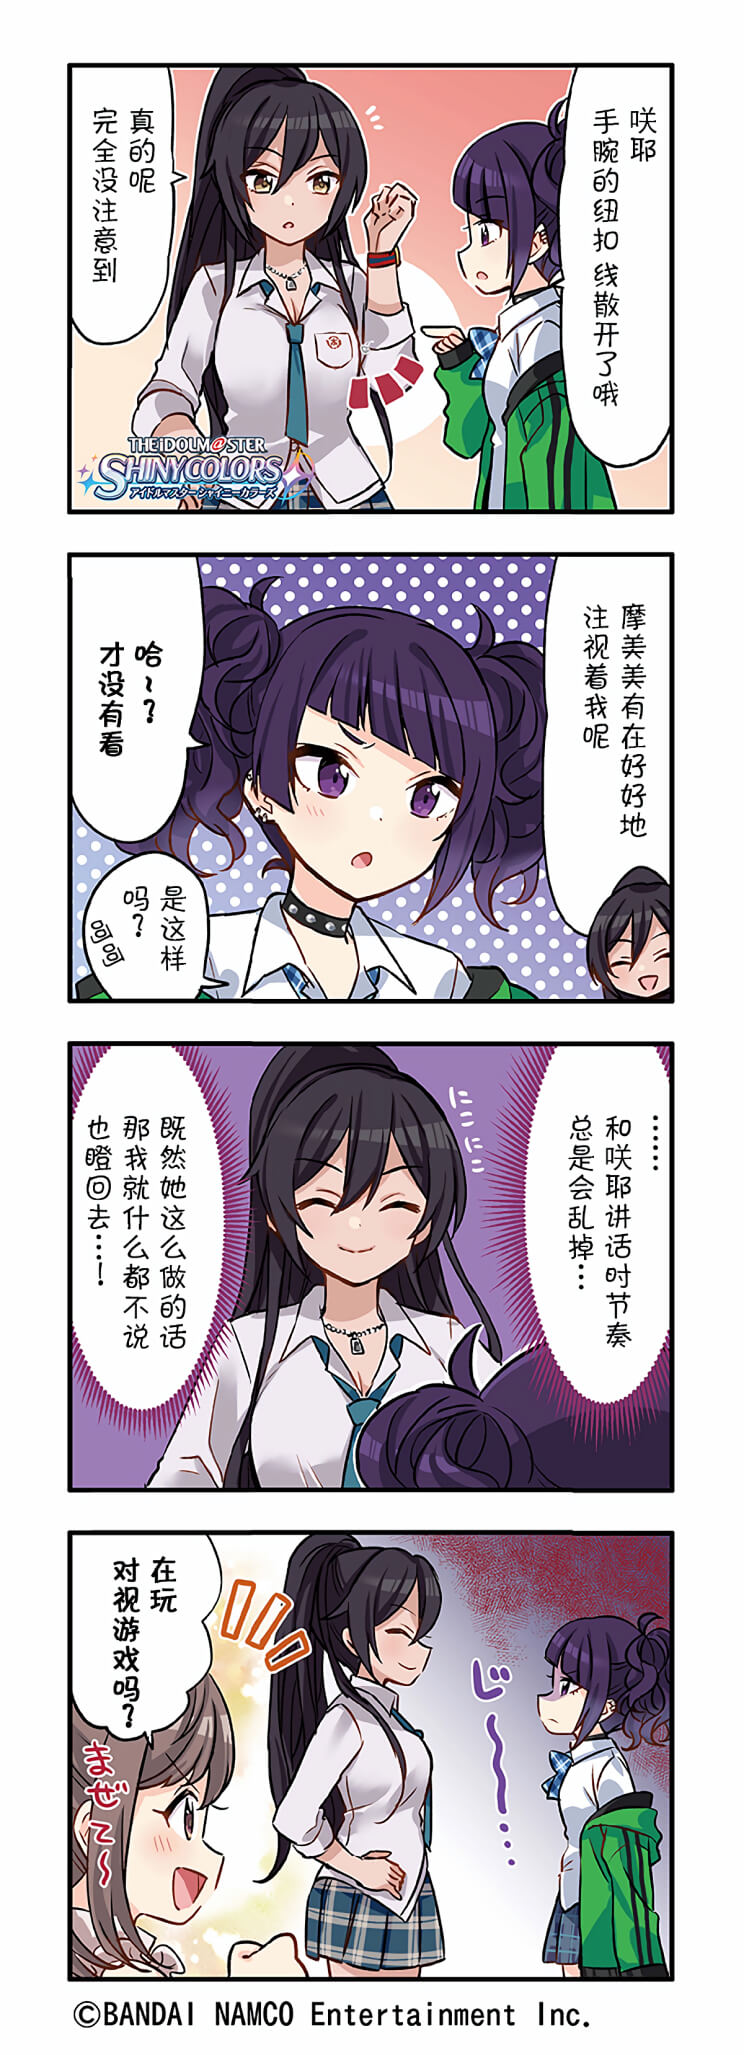 咲耶
手腕的纽扣 线散开了哦
真的呢
完全没注意到
THE iDOLM@STER
SHINYCOLORS
アイドルマスターシャイニーカラーズ
摩美美有在好好地
注视着我呢
哈～？
才没有看
是这样
吗？
呵呵
……
和咲耶讲话时节奏
总是会乱掉…
にこにこ
既然她这么做的话
那我就什么都不说
也瞪回去…！
じ～～…
在玩
对视游戏吗？
まぜて～
©BANDAI NAMCO Entertainment Inc.